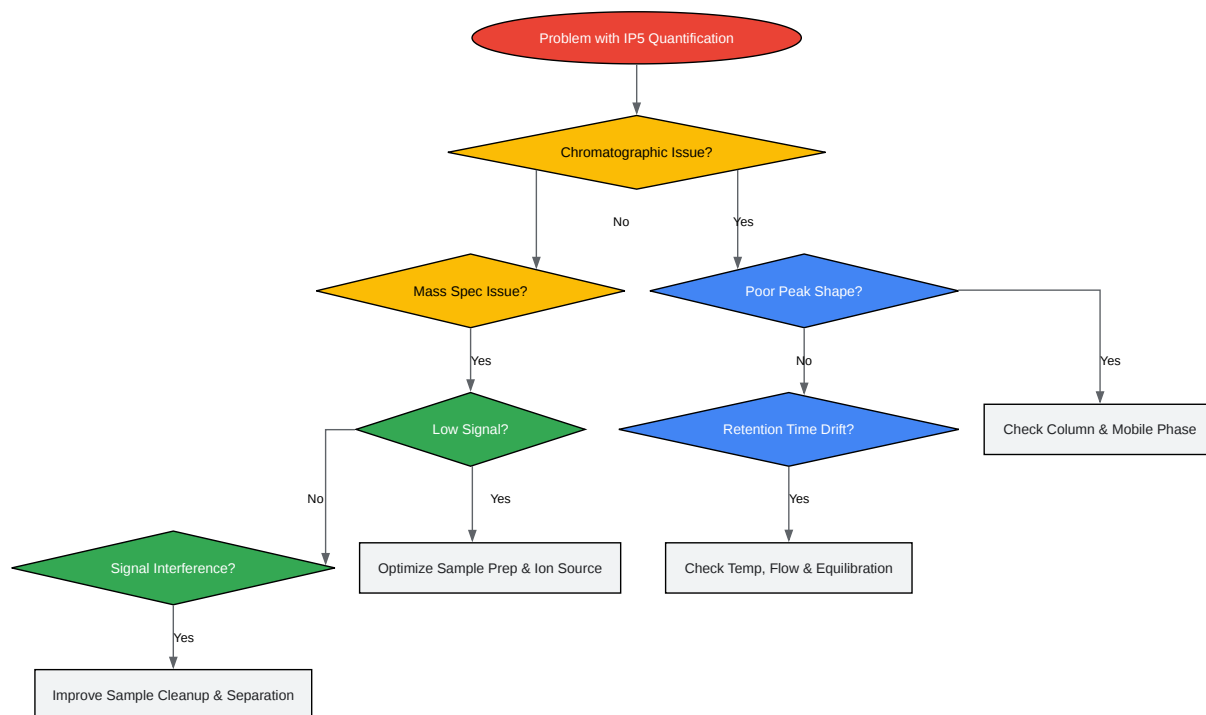 Problem with IP5 Quantification
Chromatographic Issue?
No
Yes
Mass Spec Issue?
Poor Peak Shape?
Yes
No
Yes
Low Signal?
Retention Time Drift?
Check Column & Mobile Phase
No
Yes
Yes
Signal Interference?
Optimize Sample Prep & Ion Source
Check Temp, Flow & Equilibration
Yes
Improve Sample Cleanup & Separation